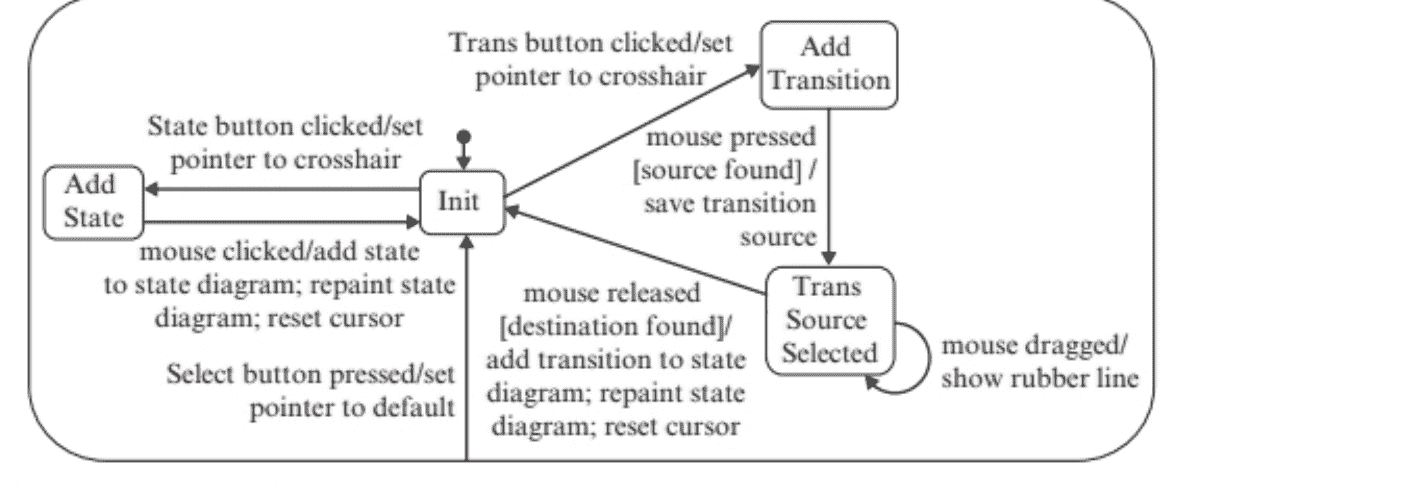 Trans button clicked/set
pointer to crosshair
Add
Transition
State button clicked/set
pointer to crosshair
mouse pressed
[source found] /
save transition
source
Add
State
Init
mouse clicked/add state
to state diagram; repaint state
diagram; reset cursor
mouse released
[destination found]/
add transition to state
diagram; repaint state
diagram; reset cursor
Trans
Source
Selected
mouse dragged/
show rubber line
Select button pressed/set
pointer to default